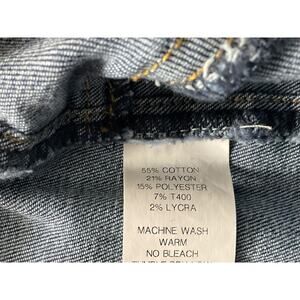 55% COTTON
21% RAYON
15% POLYESTER
7% T400
2% LYCRA
MACHINE WASH
WARM
NO BLEACH